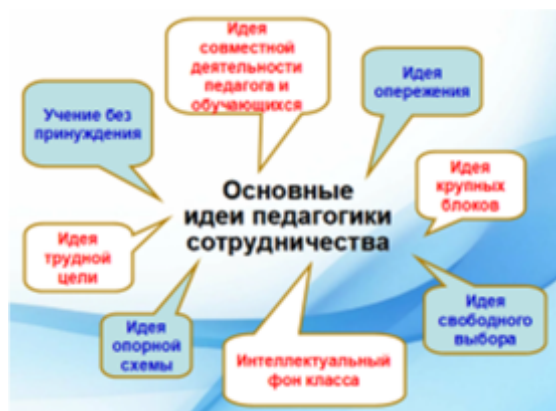 Идея
совместной
деятельности
педагога и
обучающихся
Идея
опережения
Учение без
принуждения
Идея
крупных
блоков
Основные
идеи педагогики
сотрудничества
Идея
трудной
цели
Идея
свободного
выбора
Идея
опорной
схемы
Интеллектуальный
фон класса